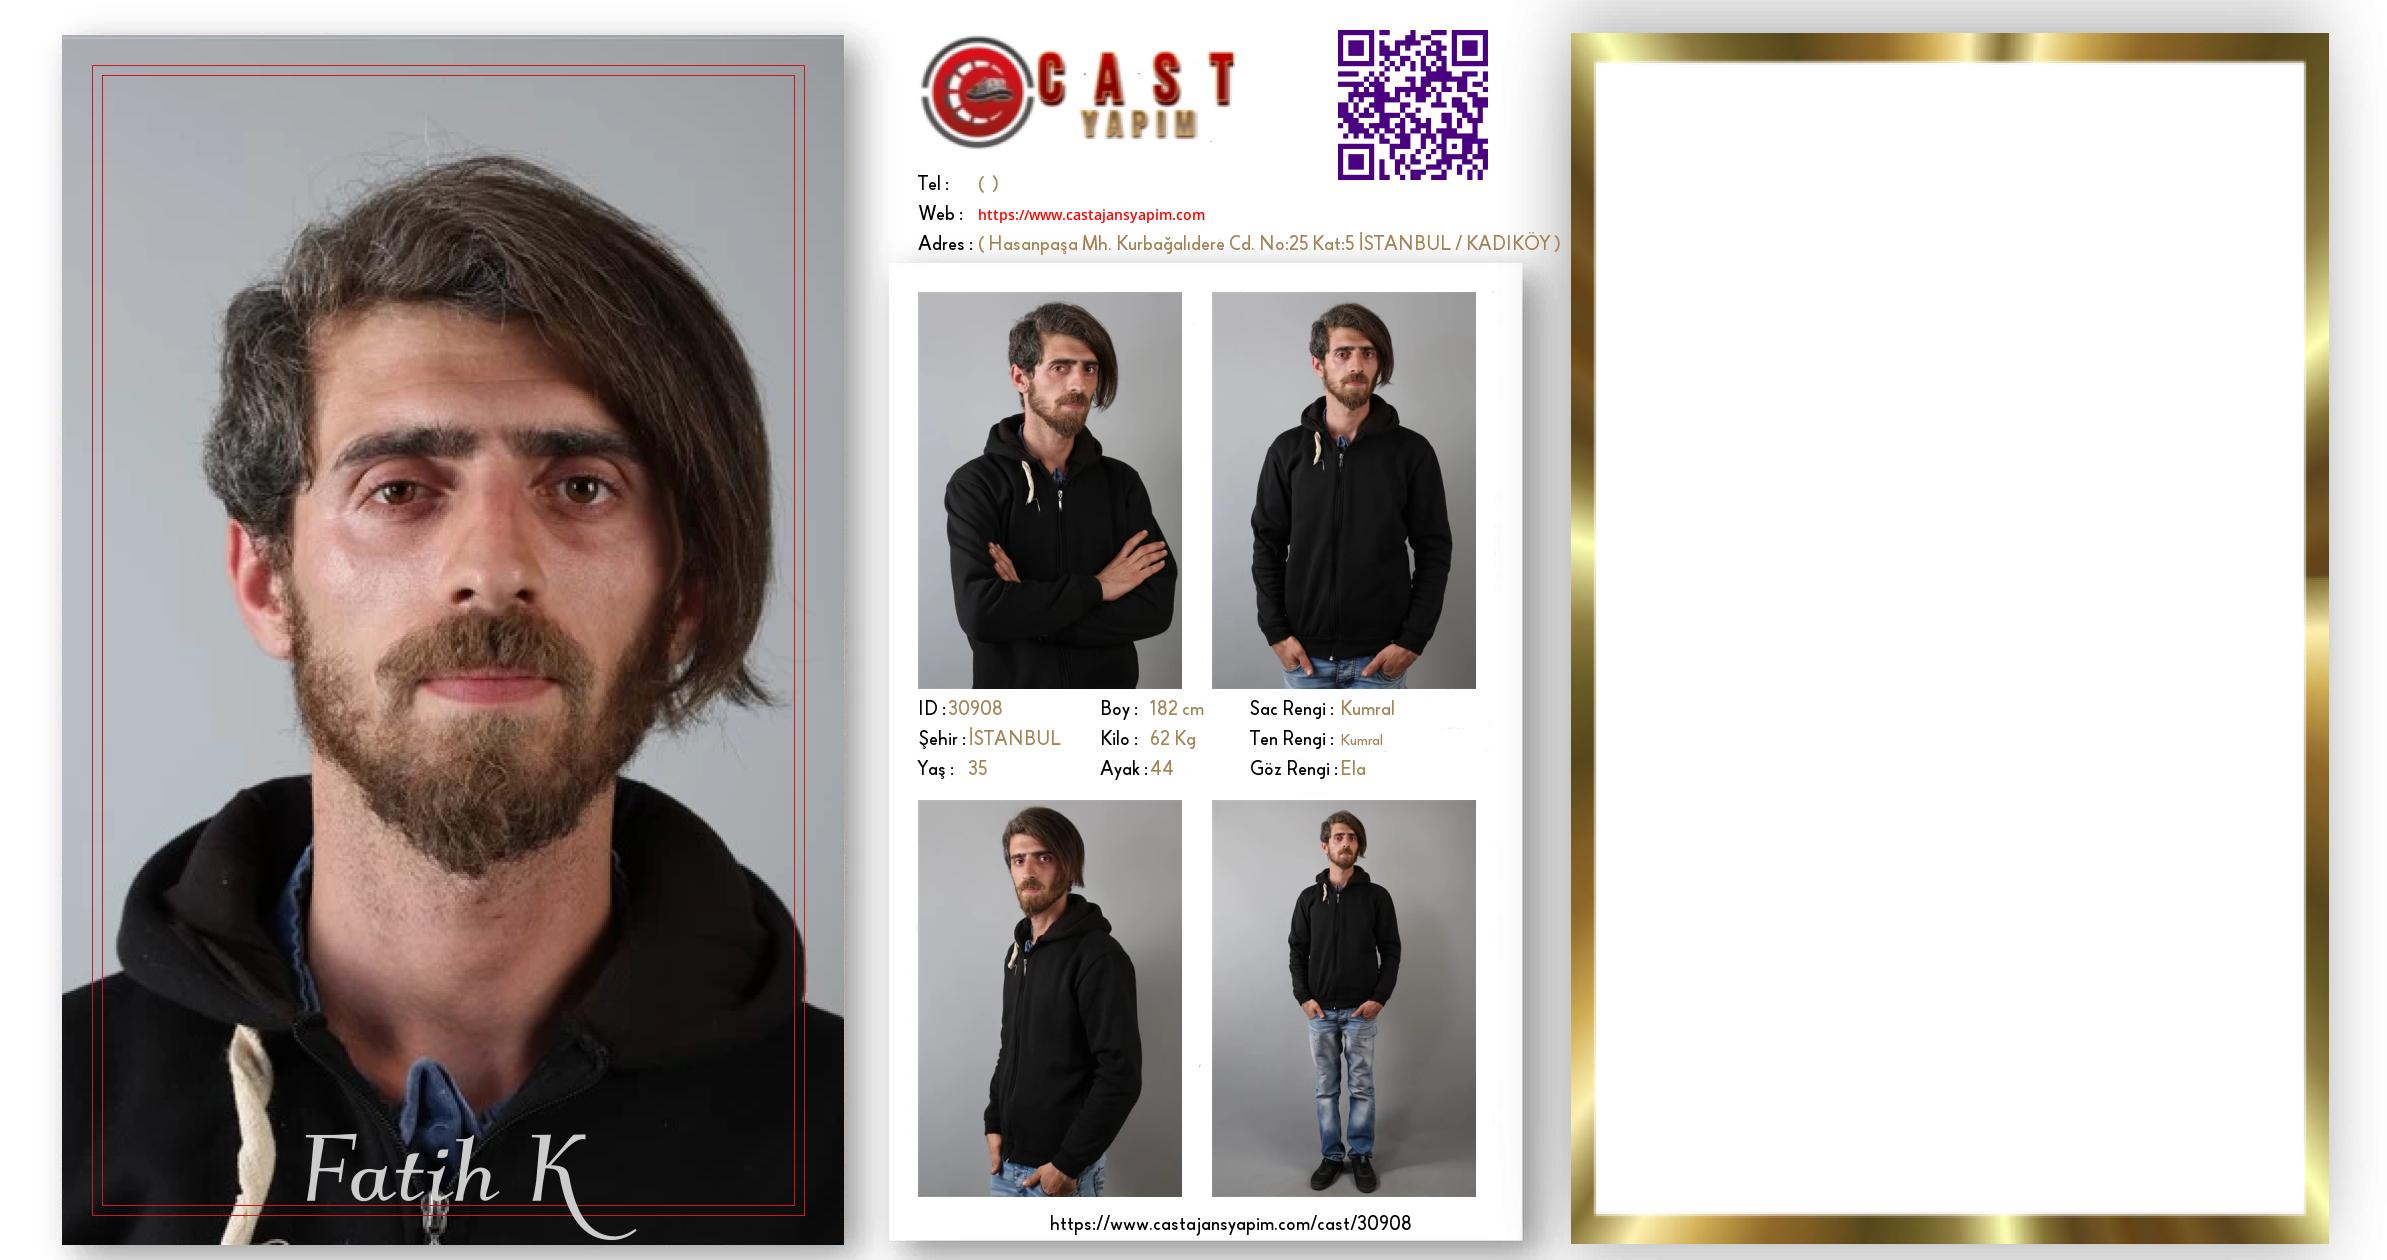 Fatih K
CAST
YAPIM
Tel : ( )
Web : https://www.castajansyapim.com
Adres : ( Hasanpaşa Mh. Kurbağalıdere Cd. No:25 Kat:5 İSTANBUL / KADIKÖY )
ID : 30908 Boy : 182 cm Sac Rengi : Kumral
Şehir : İSTANBUL Kilo : 62 Kg Ten Rengi : Kumral
Yaş : 35 Ayak : 44 Göz Rengi : Ela
https://www.castajansyapim.com/cast/30908